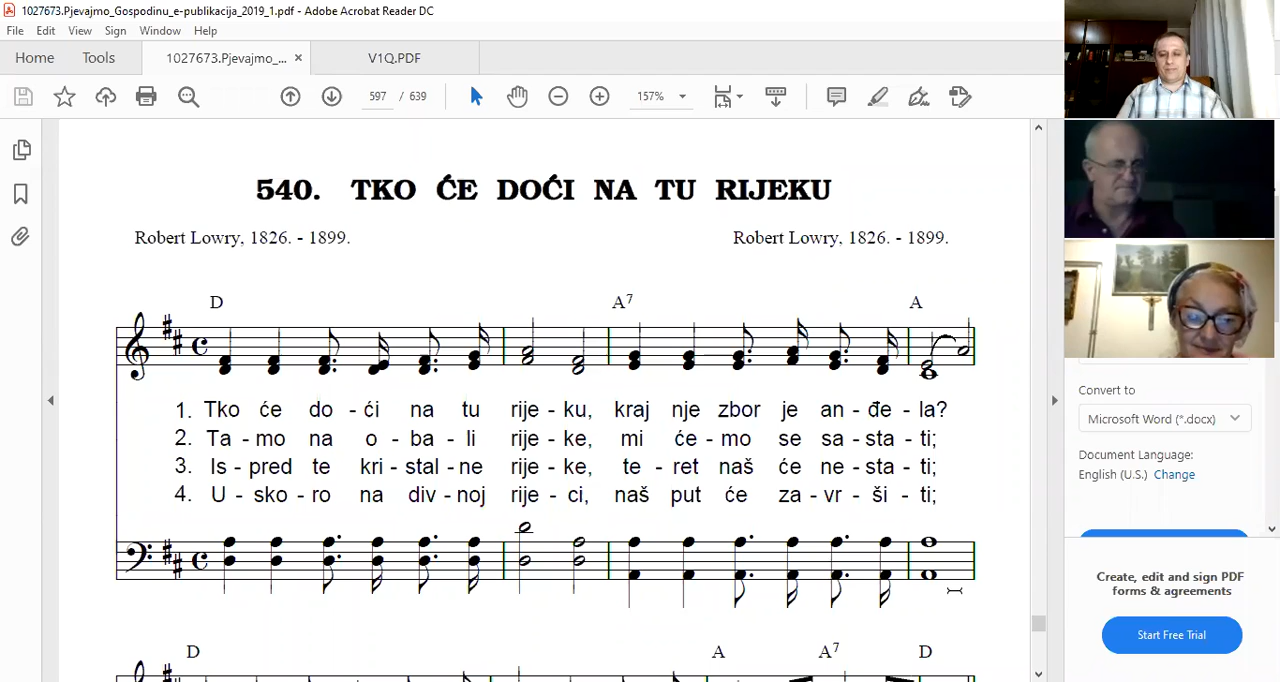 1027673.Pjevajmo_Gospodinu_e-publikacija_2019_1.pdf - Adobe Acrobat Reader DC
File Edit View Sign Window Help
Home Tools 1027673.Pjevajmo_... × V1Q.PDF
597 / 639 157%
540. TKO ĆE DOĆI NA TU RIJEKU
Robert Lowry, 1826. - 1899. Robert Lowry, 1826. - 1899.
D A7 A
1. Tko će do - ći na tu rije - ku, kraj nje zbor je an - đe - la?
2. Ta - mo na o - ba - li rije - ke, mi će - mo se sa - sta - ti;
3. Is - pred te kri - stal - ne rije - ke, te - ret naš će ne - sta - ti;
4. U - sko - ro na div - noj rije - ci, naš put će za - vr - ši - ti;
D A A7 D
Convert to
Microsoft Word (*.docx)
Document Language:
English (U.S.) Change
Create, edit and sign PDF
forms & agreements
Start Free Trial